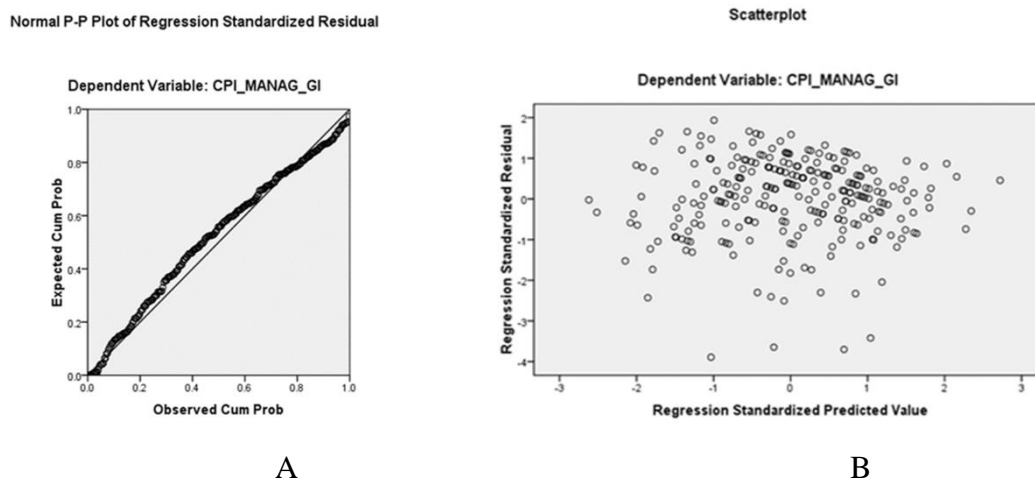 Normal P-P Plot of Regression Standardized Residual
Dependent Variable: CPI_MANAG_GI
Expected Cum Prob
1.0
0.8
0.6
0.4
0.2
0.0
0.0 0.2 0.4 0.6 0.8 1.0
Observed Cum Prob
A
Scatterplot
Dependent Variable: CPI_MANAG_GI
Regression Standardized Residual
2
1
0
-1
-2
-3
-4
-3 -2 -1 0 1 2 3
Regression Standardized Predicted Value
B